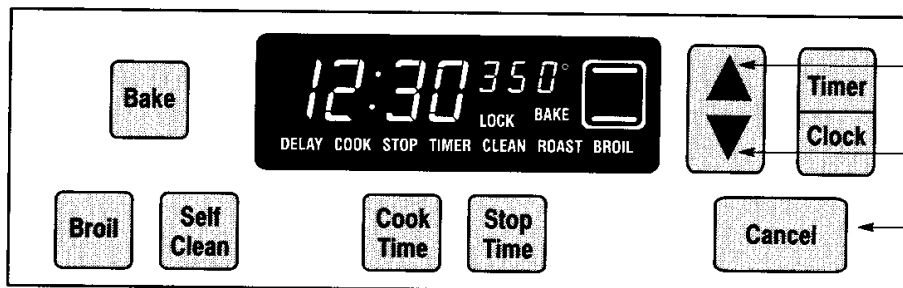 Bake
12:30 350°
LOCK BAKE
DELAY COOK STOP TIMER CLEAN ROAST BROIL
Timer
Clock
Broil
Self
Clean
Cook
Time
Stop
Time
Cancel